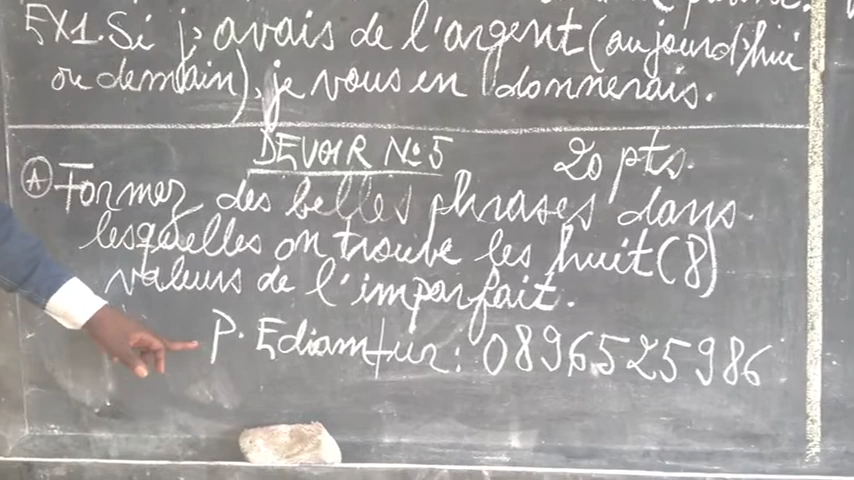 EX1. Si j'avais de l'argent (aujourd'hui
ou demain), je vous en donnerais.
DEVOIR N° 5 20 pts.
A Formez des belles phrases dans
lesquelles on trouve les huit (8)
valeurs de l'imparfait.
P. Ediamtur : 0896525986